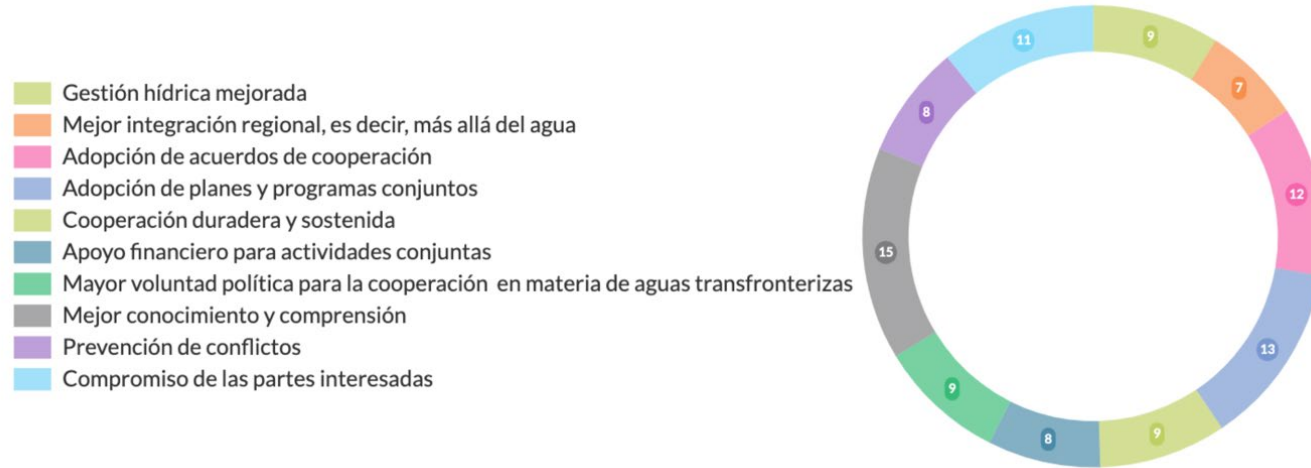 Gestión hídrica mejorada
Mejor integración regional, es decir, más allá del agua
Adopción de acuerdos de cooperación
Adopción de planes y programas conjuntos
Cooperación duradera y sostenida
Apoyo financiero para actividades conjuntas
Mayor voluntad política para la cooperación en materia de aguas transfronterizas
Mejor conocimiento y comprensión
Prevención de conflictos
Compromiso de las partes interesadas
9
7
12
13
9
8
9
15
8
11